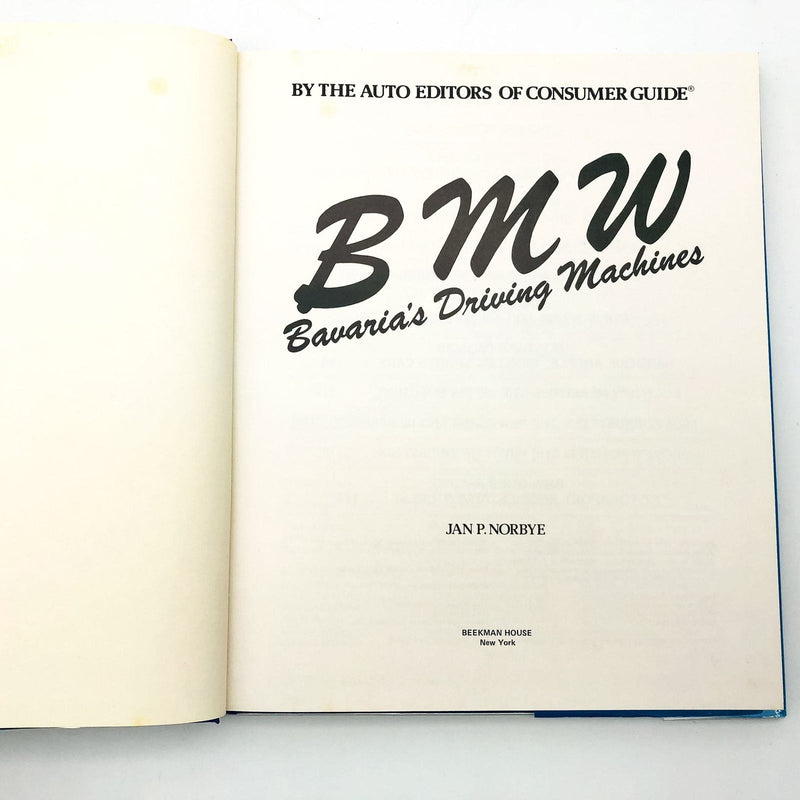 BY THE AUTO EDITORS OF CONSUMER GUIDE®
BMW
Bavaria's Driving Machines
JAN P. NORBYE
BEEKMAN HOUSE
New York